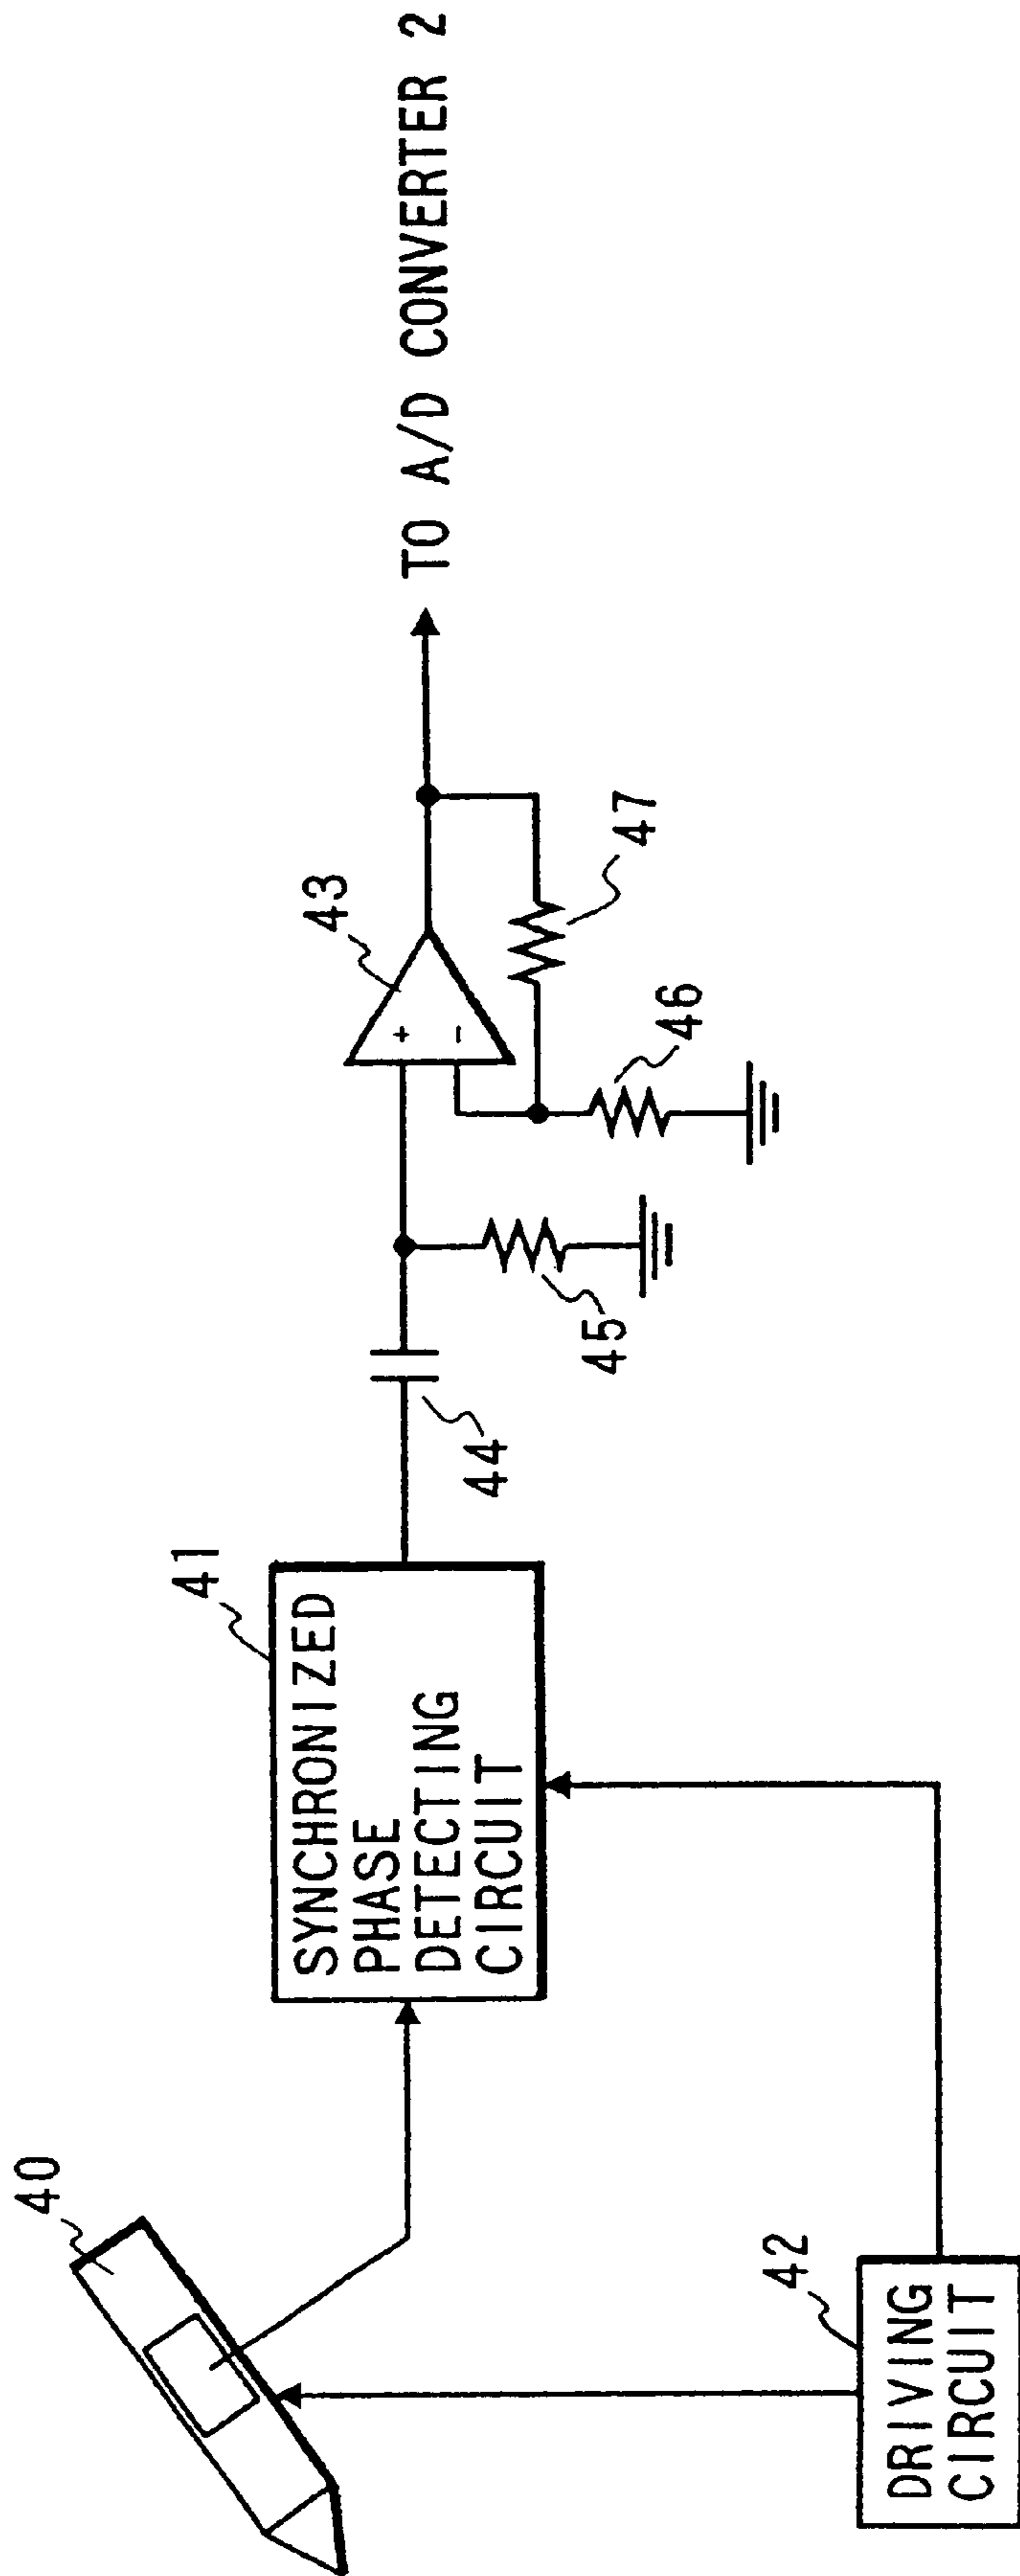 40
41
SYNCHRONIZED
PHASE
DETECTING
CIRCUIT
42
DRIVING
CIRCUIT
43
+
−
44
45
46
47
TO A/D CONVERTER 2